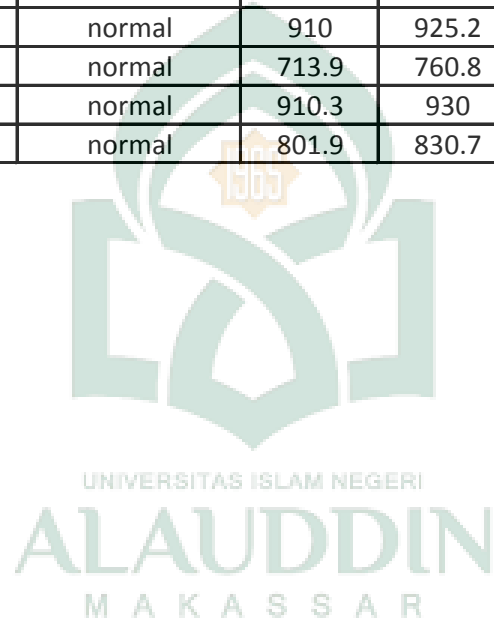 normal 910 925.2
normal 713.9 760.8
normal 910.3 930
normal 801.9 830.7
1965
UNIVERSITAS ISLAM NEGERI
ALAUDDIN
MAKASSAR